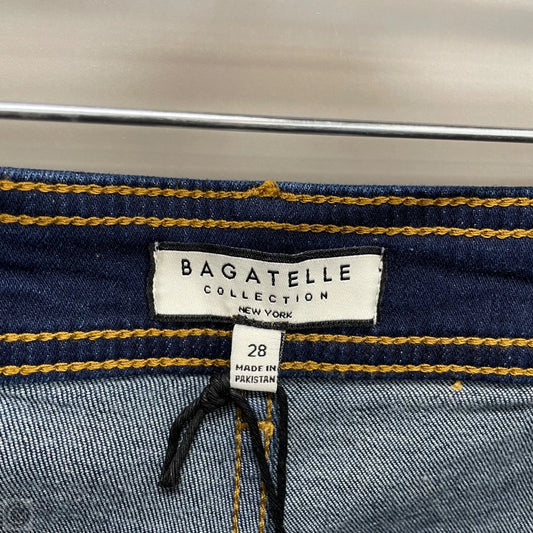 BAGATELLE
COLLECTION
NEW YORK
28
MADE IN
PAKISTAN